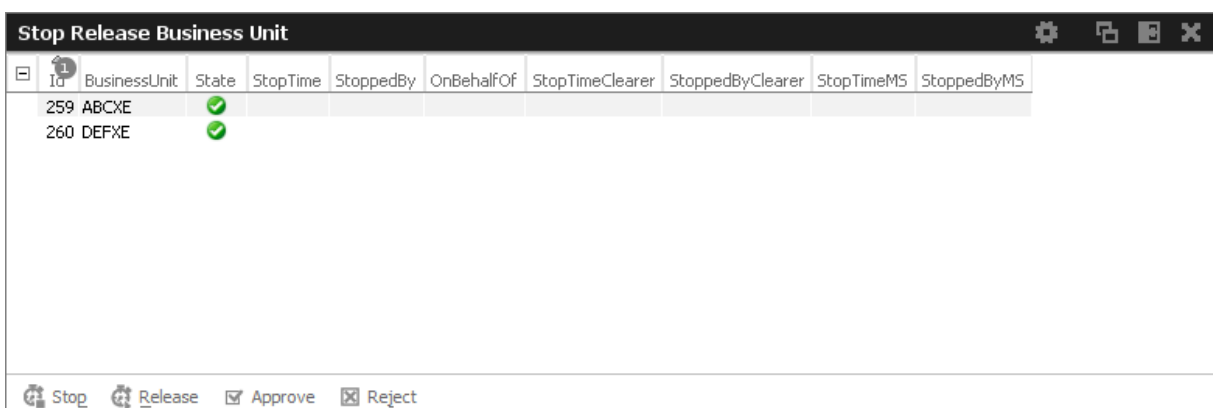 Stop Release Business Unit
1
Id BusinessUnit State StopTime StoppedBy OnBehalfOf StopTimeClearer StoppedByClearer StopTimeMS StoppedByMS
259 ABCXE
260 DEFXE
Stop Release Approve Reject